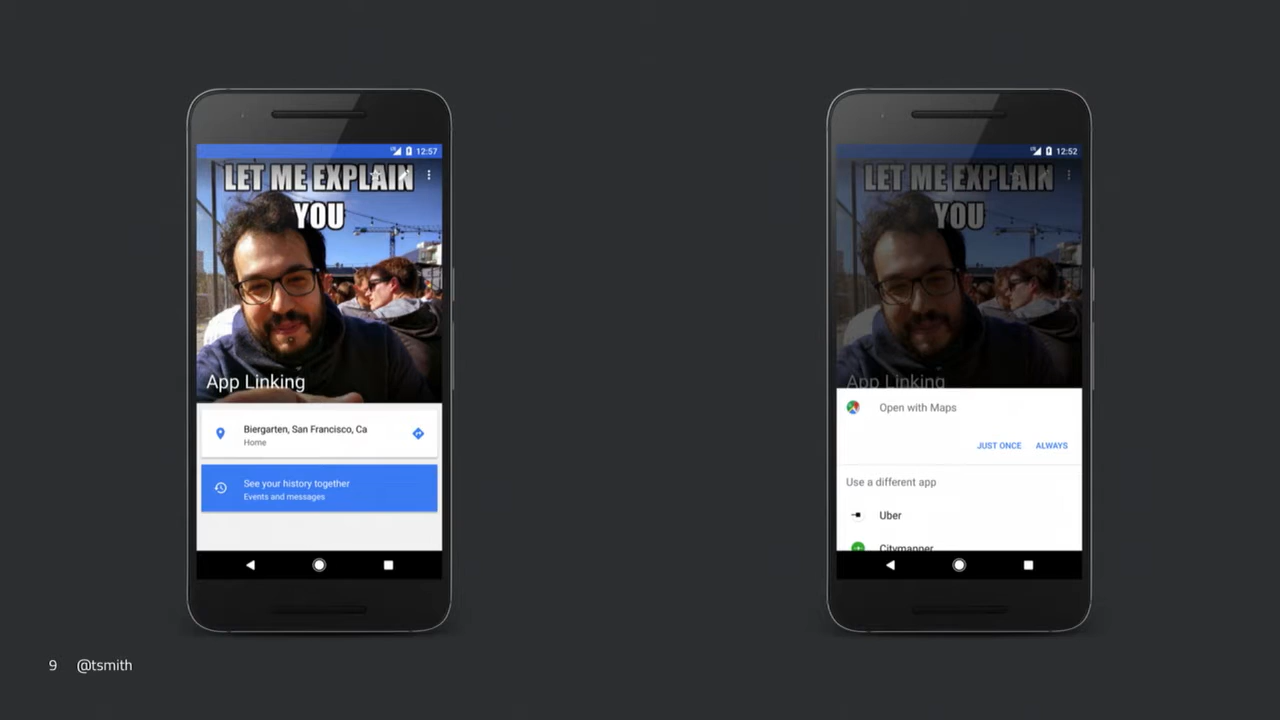 12:57
LET ME EXPLAIN
YOU
App Linking
Biergarten, San Francisco, Ca
Home
See your history together
Events and messages
12:52
LET ME EXPLAIN
YOU
App Linking
Open with Maps
JUST ONCE ALWAYS
Use a different app
Uber
Citymapper
9 @tsmith